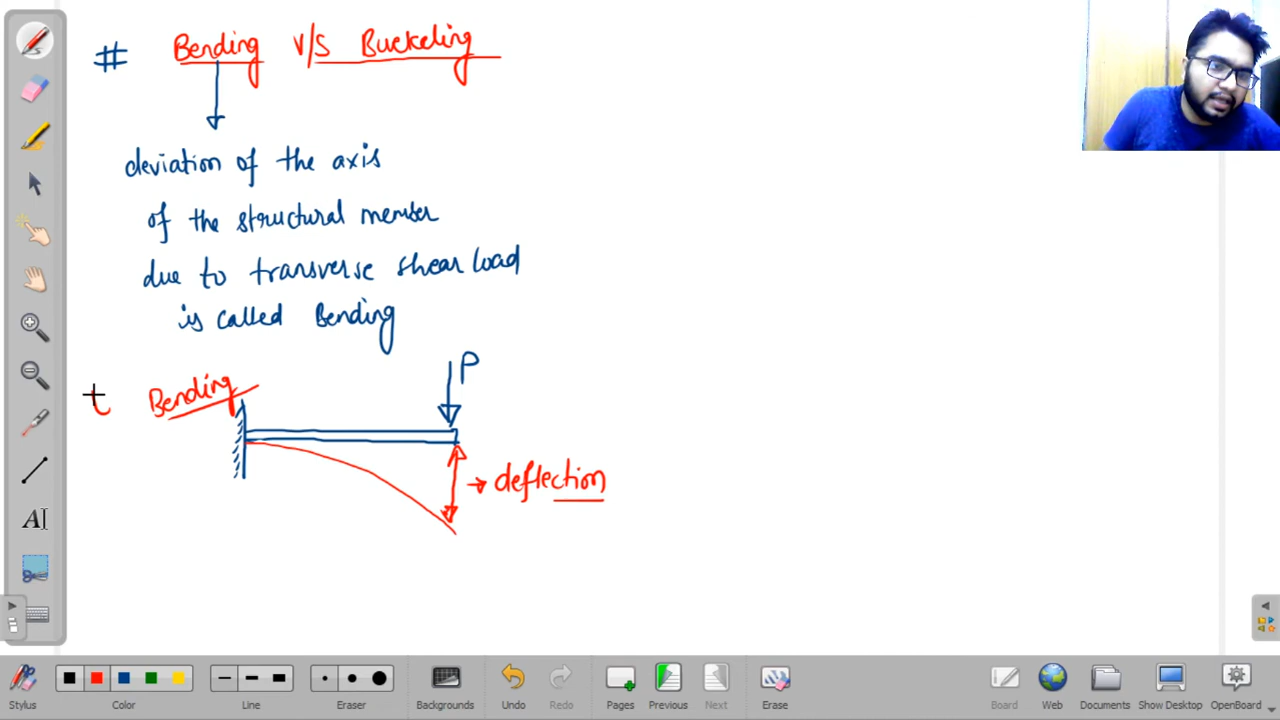 # Bending v/s Buckeling
deviation of the axis
of the structural member
due to transverse shear load
is called Bending
P
t Bending
→ deflection
A
Stylus
Color
Line
Eraser
Backgrounds
Undo
Redo
Pages
Previous
Next
Erase
Board
Web
Documents
Show Desktop
OpenBoard